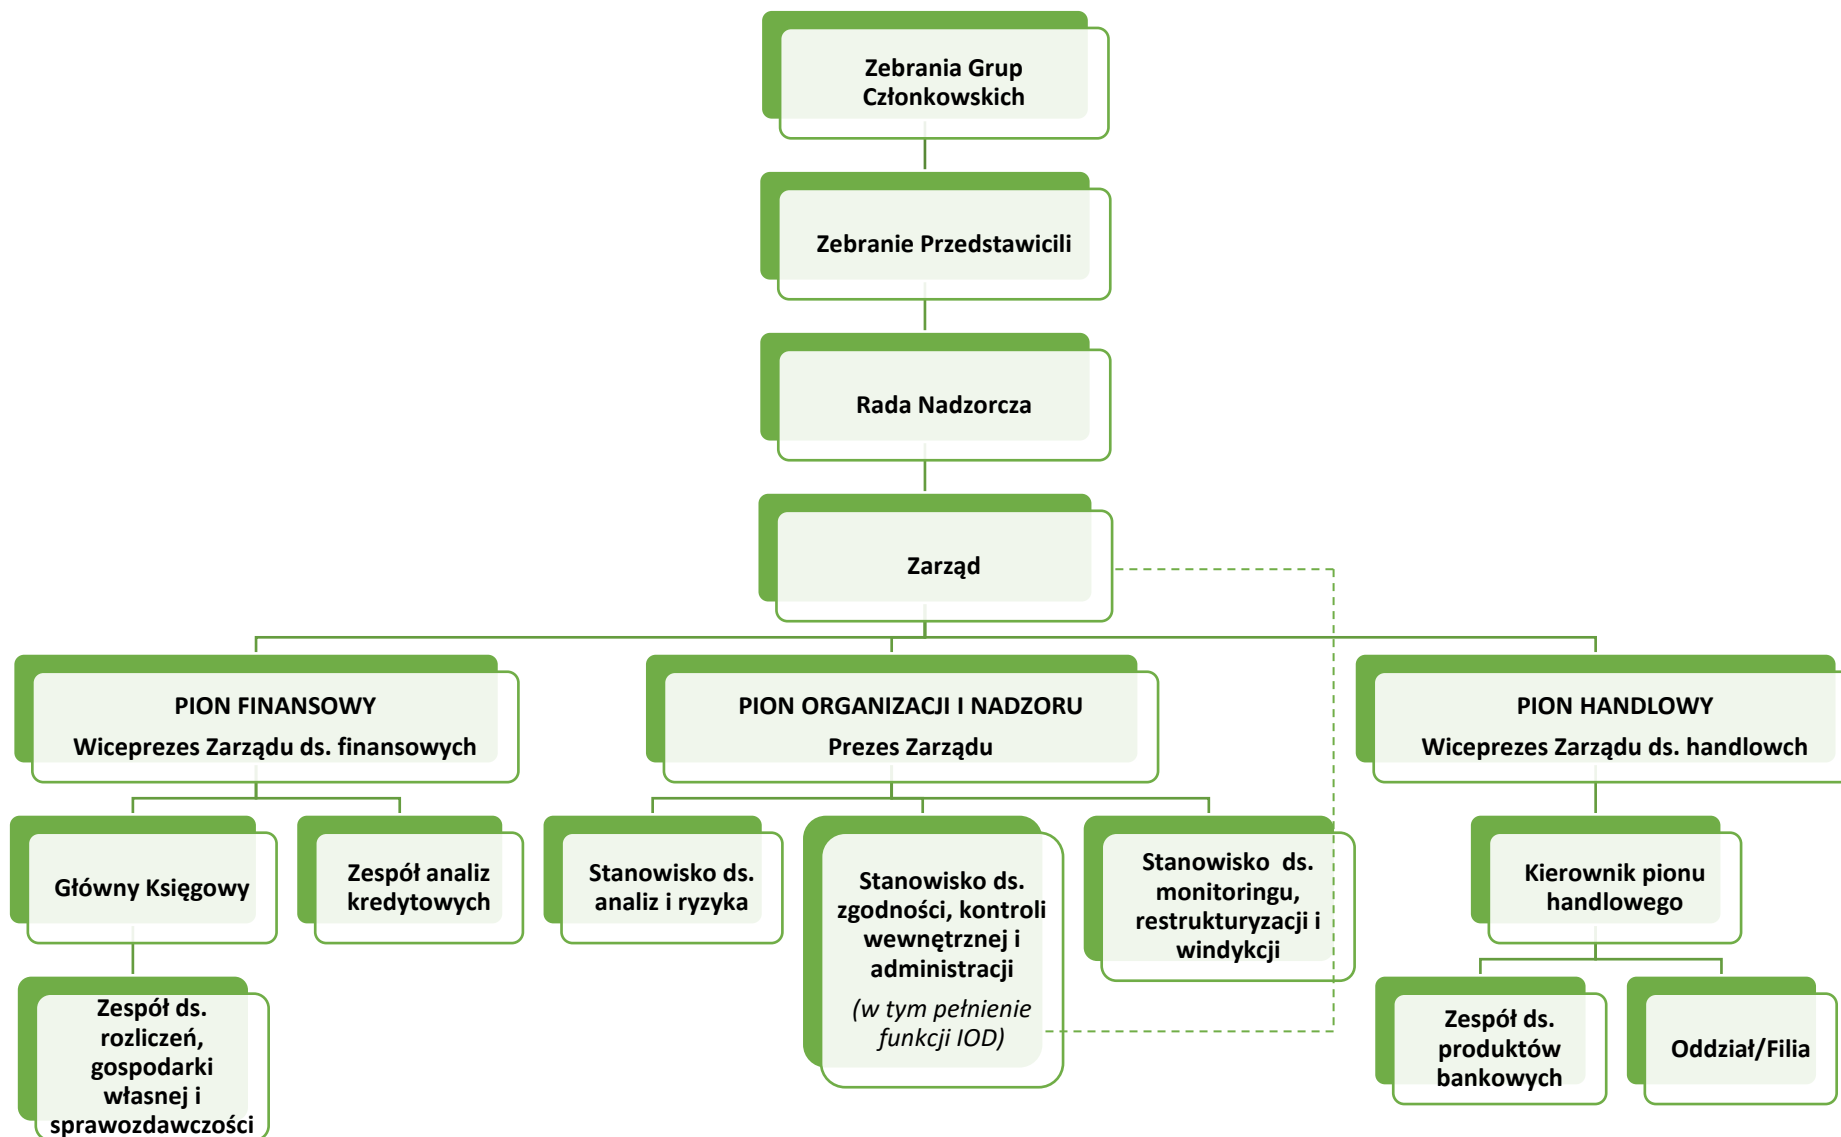 Zebrania Grup
Członkowskich
Zebranie Przedstawicili
Rada Nadzorcza
Zarząd
PION FINANSOWY
Wiceprezes Zarządu ds. finansowych
PION ORGANIZACJI I NADZORU
Prezes Zarządu
PION HANDLOWY
Wiceprezes Zarządu ds. handlowch
Główny Księgowy
Zespół analiz
kredytowych
Stanowisko ds.
analiz i ryzyka
Stanowisko ds.
zgodności, kontroli
wewnętrznej i
administracji
(w tym pełnienie
funkcji IOD)
Stanowisko  ds.
monitoringu,
restrukturyzacji i
windykcji
Kierownik pionu
handlowego
Zespół ds.
rozliczeń,
gospodarki
własnej i
sprawozdawczości
Zespół ds.
produktów
bankowych
Oddział/Filia